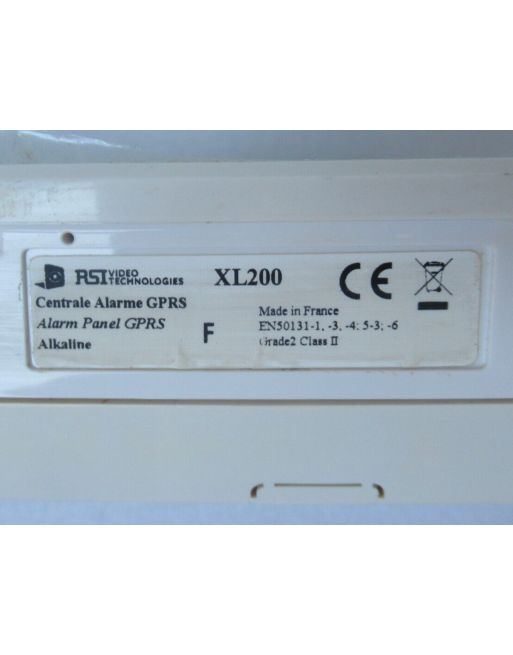 RSI VIDEO TECHNOLOGIES XL200 CE
Centrale Alarme GPRS
Alarm Panel GPRS
Alkaline
F
Made in France
EN50131-1, -3, -4; 5-3; -6
Grade2 Class II